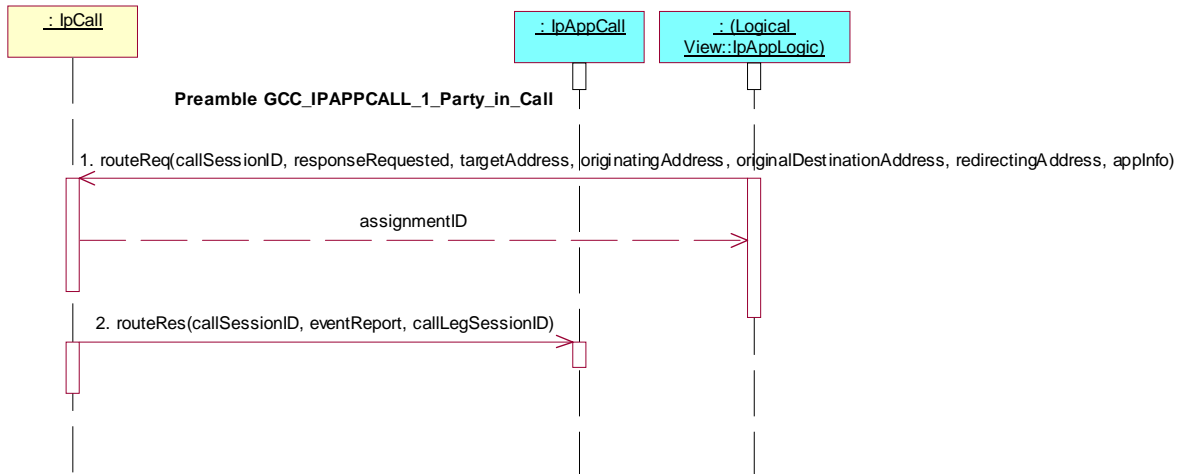 : IpCall
: IpAppCall
: (Logical
View::IpAppLogic)
Preamble GCC_IPAPPCALL_1_Party_in_Call
1. routeReq(callSessionID, responseRequested, targetAddress, originatingAddress, originalDestinationAddress, redirectingAddress, appInfo)
assignmentID
2. routeRes(callSessionID, eventReport, callLegSessionID)